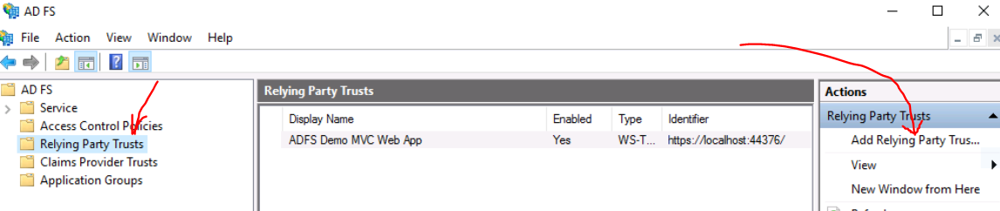 AD FS
File Action View Window Help
AD FS
Service
Access Control Policies
Relying Party Trusts
Claims Provider Trusts
Application Groups
Relying Party Trusts
Display Name Enabled Type Identifier
ADFS Demo MVC Web App Yes WS-T... https://localhost:44376/
Actions
Relying Party Trusts
Add Relying Party Trus...
View
New Window from Here